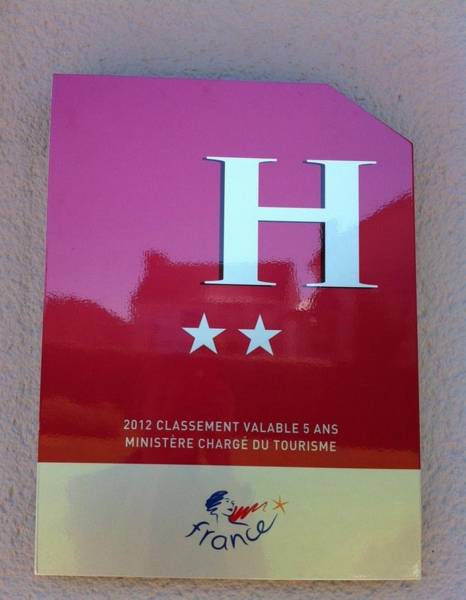 H
2012 CLASSEMENT VALABLE 5 ANS
MINISTÈRE CHARGÉ DU TOURISME
france